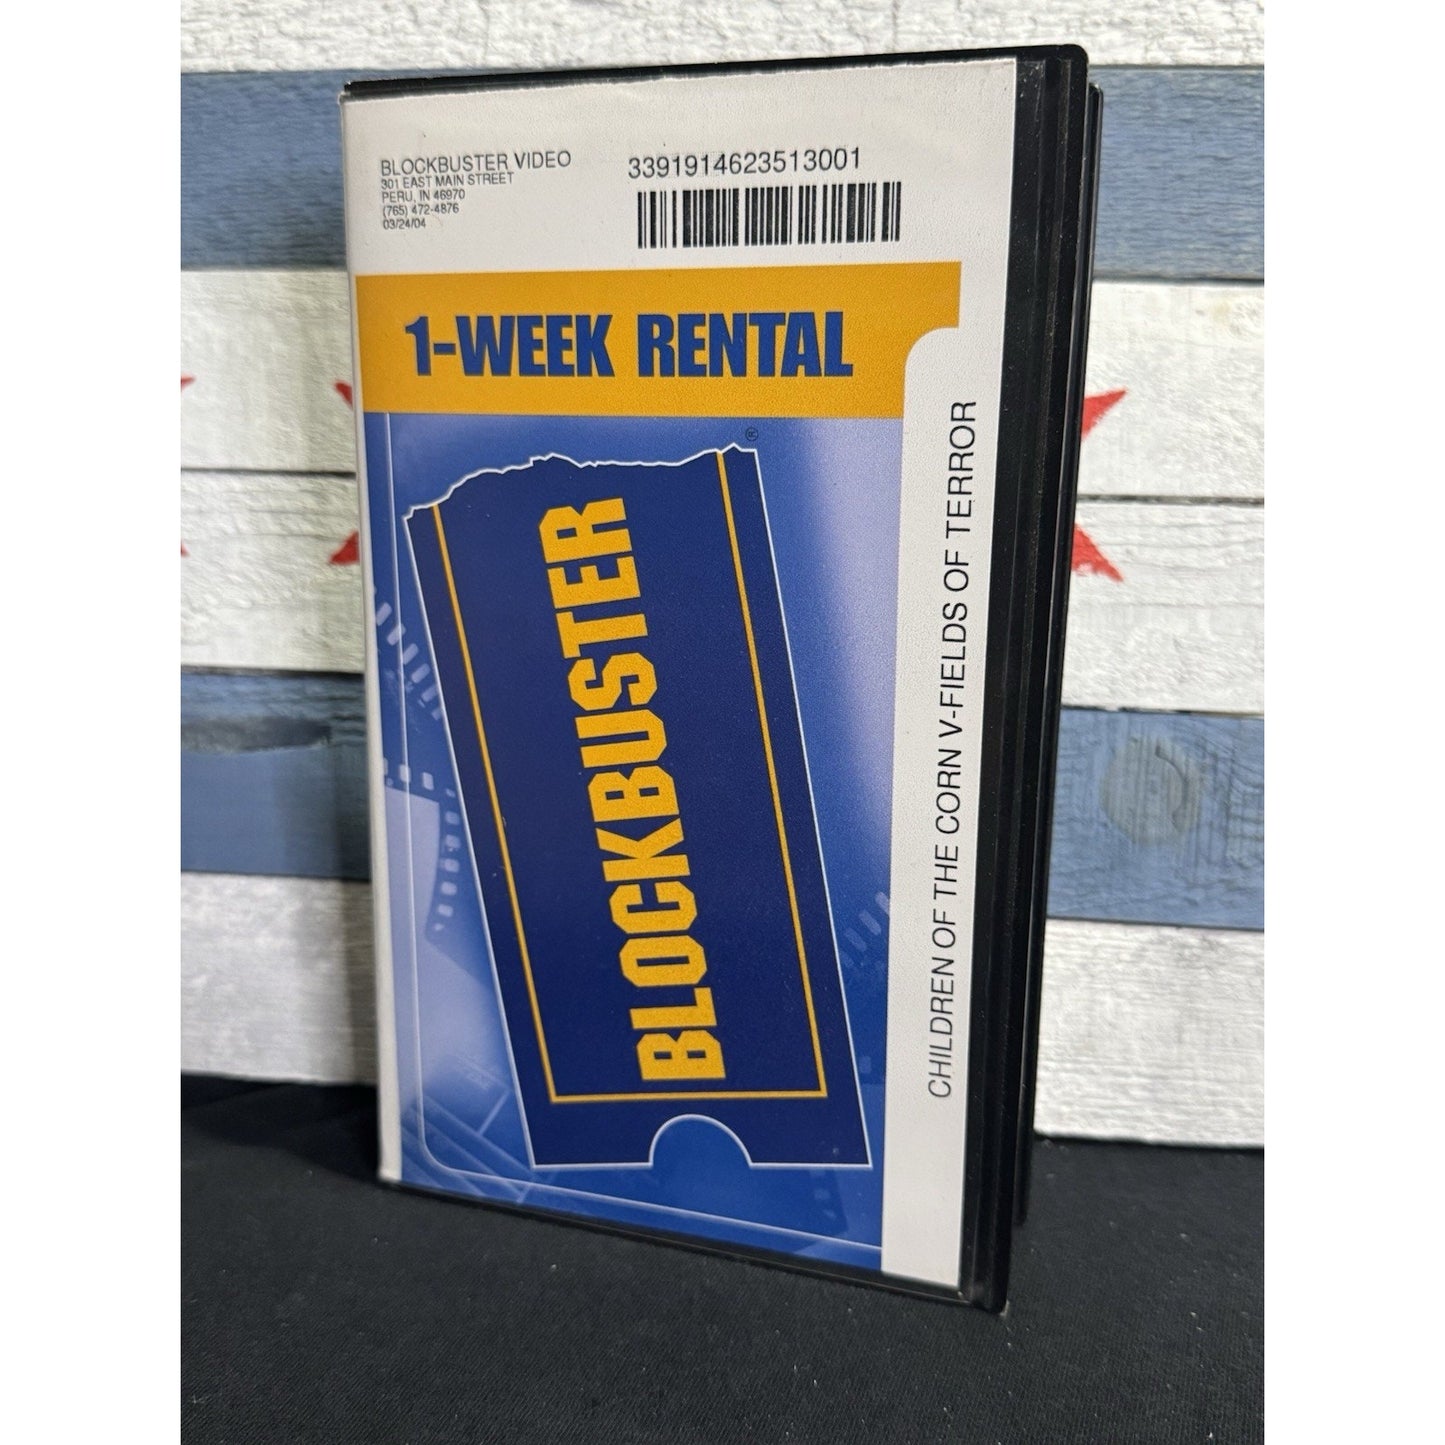 BLOCKBUSTER VIDEO
301 EAST MAIN STREET
PERU, IN 46970
(765) 472-4876
03/24/04
3391914623513001
1-WEEK RENTAL
®
BLOCKBUSTER
CHILDREN OF THE CORN V-FIELDS OF TERROR